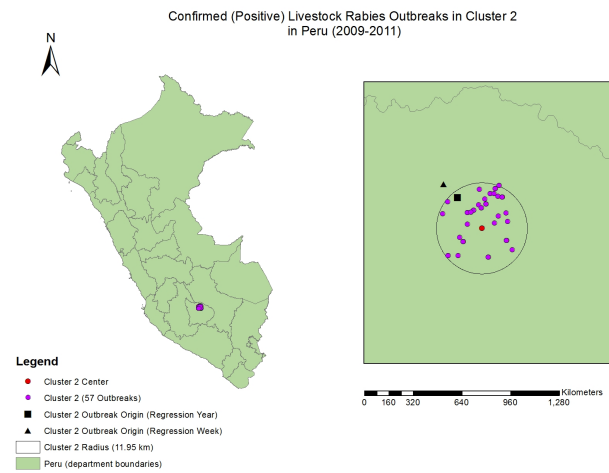 Confirmed (Positive) Livestock Rabies Outbreaks in Cluster 2
in Peru (2009-2011)
N
Legend
Cluster 2 Center
Cluster 2 (57 Outbreaks)
Cluster 2 Outbreak Origin (Regression Year)
Cluster 2 Outbreak Origin (Regression Week)
Cluster 2 Radius (11.95 km)
Peru (department boundaries)
Kilometers
0 160 320 640 960 1,280